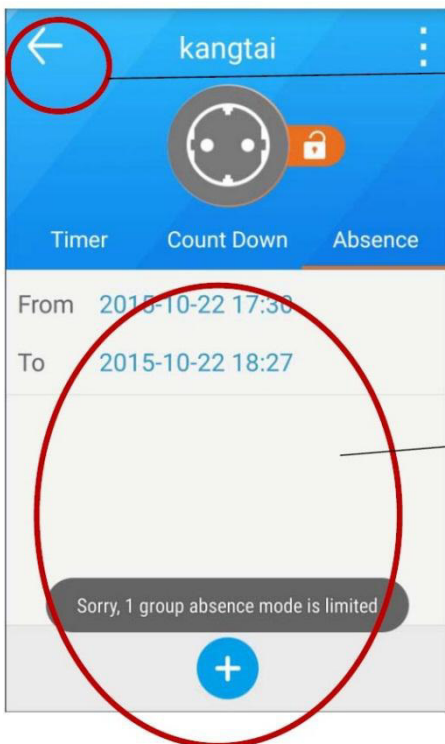 kangtai
Timer Count Down Absence
From 2015-10-22 17:30
To 2015-10-22 18:27
Sorry, 1 group absence mode is limited